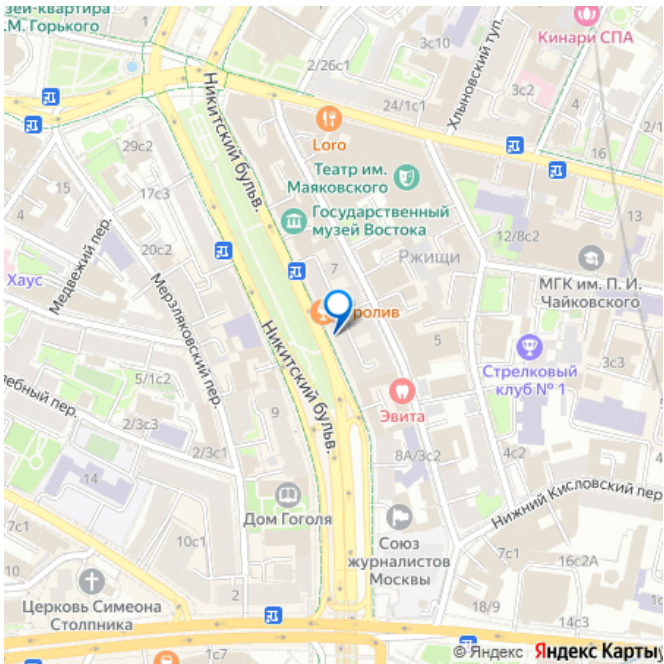 зей-квартира
.М. Горького
1
3с10
Кинари СПА
2/26с1
Хлыновский туп.
3с2
24/1с1
Loro
Никитский бульв.
29с2
16
15
Театр им.
Маяковского
17с3
4
Государственный
музей Востока
13
12/8с2
Медвежий пер.
20с2
Ржищи
7
Хаус
МГК им. П. И.
Чайковского
Мерзляковский пер.
ролив
5
Никитский бульв.
3с3
Стрелковый
клуб № 1
5/1с2
лебный пер.
9
Эвита
2/3с3
2/3с1
8А/3с2
4с2
14
Нижний Кисловский пер
Дом Гоголя
7с1
10с1
Союз
журналистов
Москвы
7с1
16с2А
10
2
18/9
Церковь Симеона
Столпника
14с3
1с7
© Яндекс Яндекс Карты